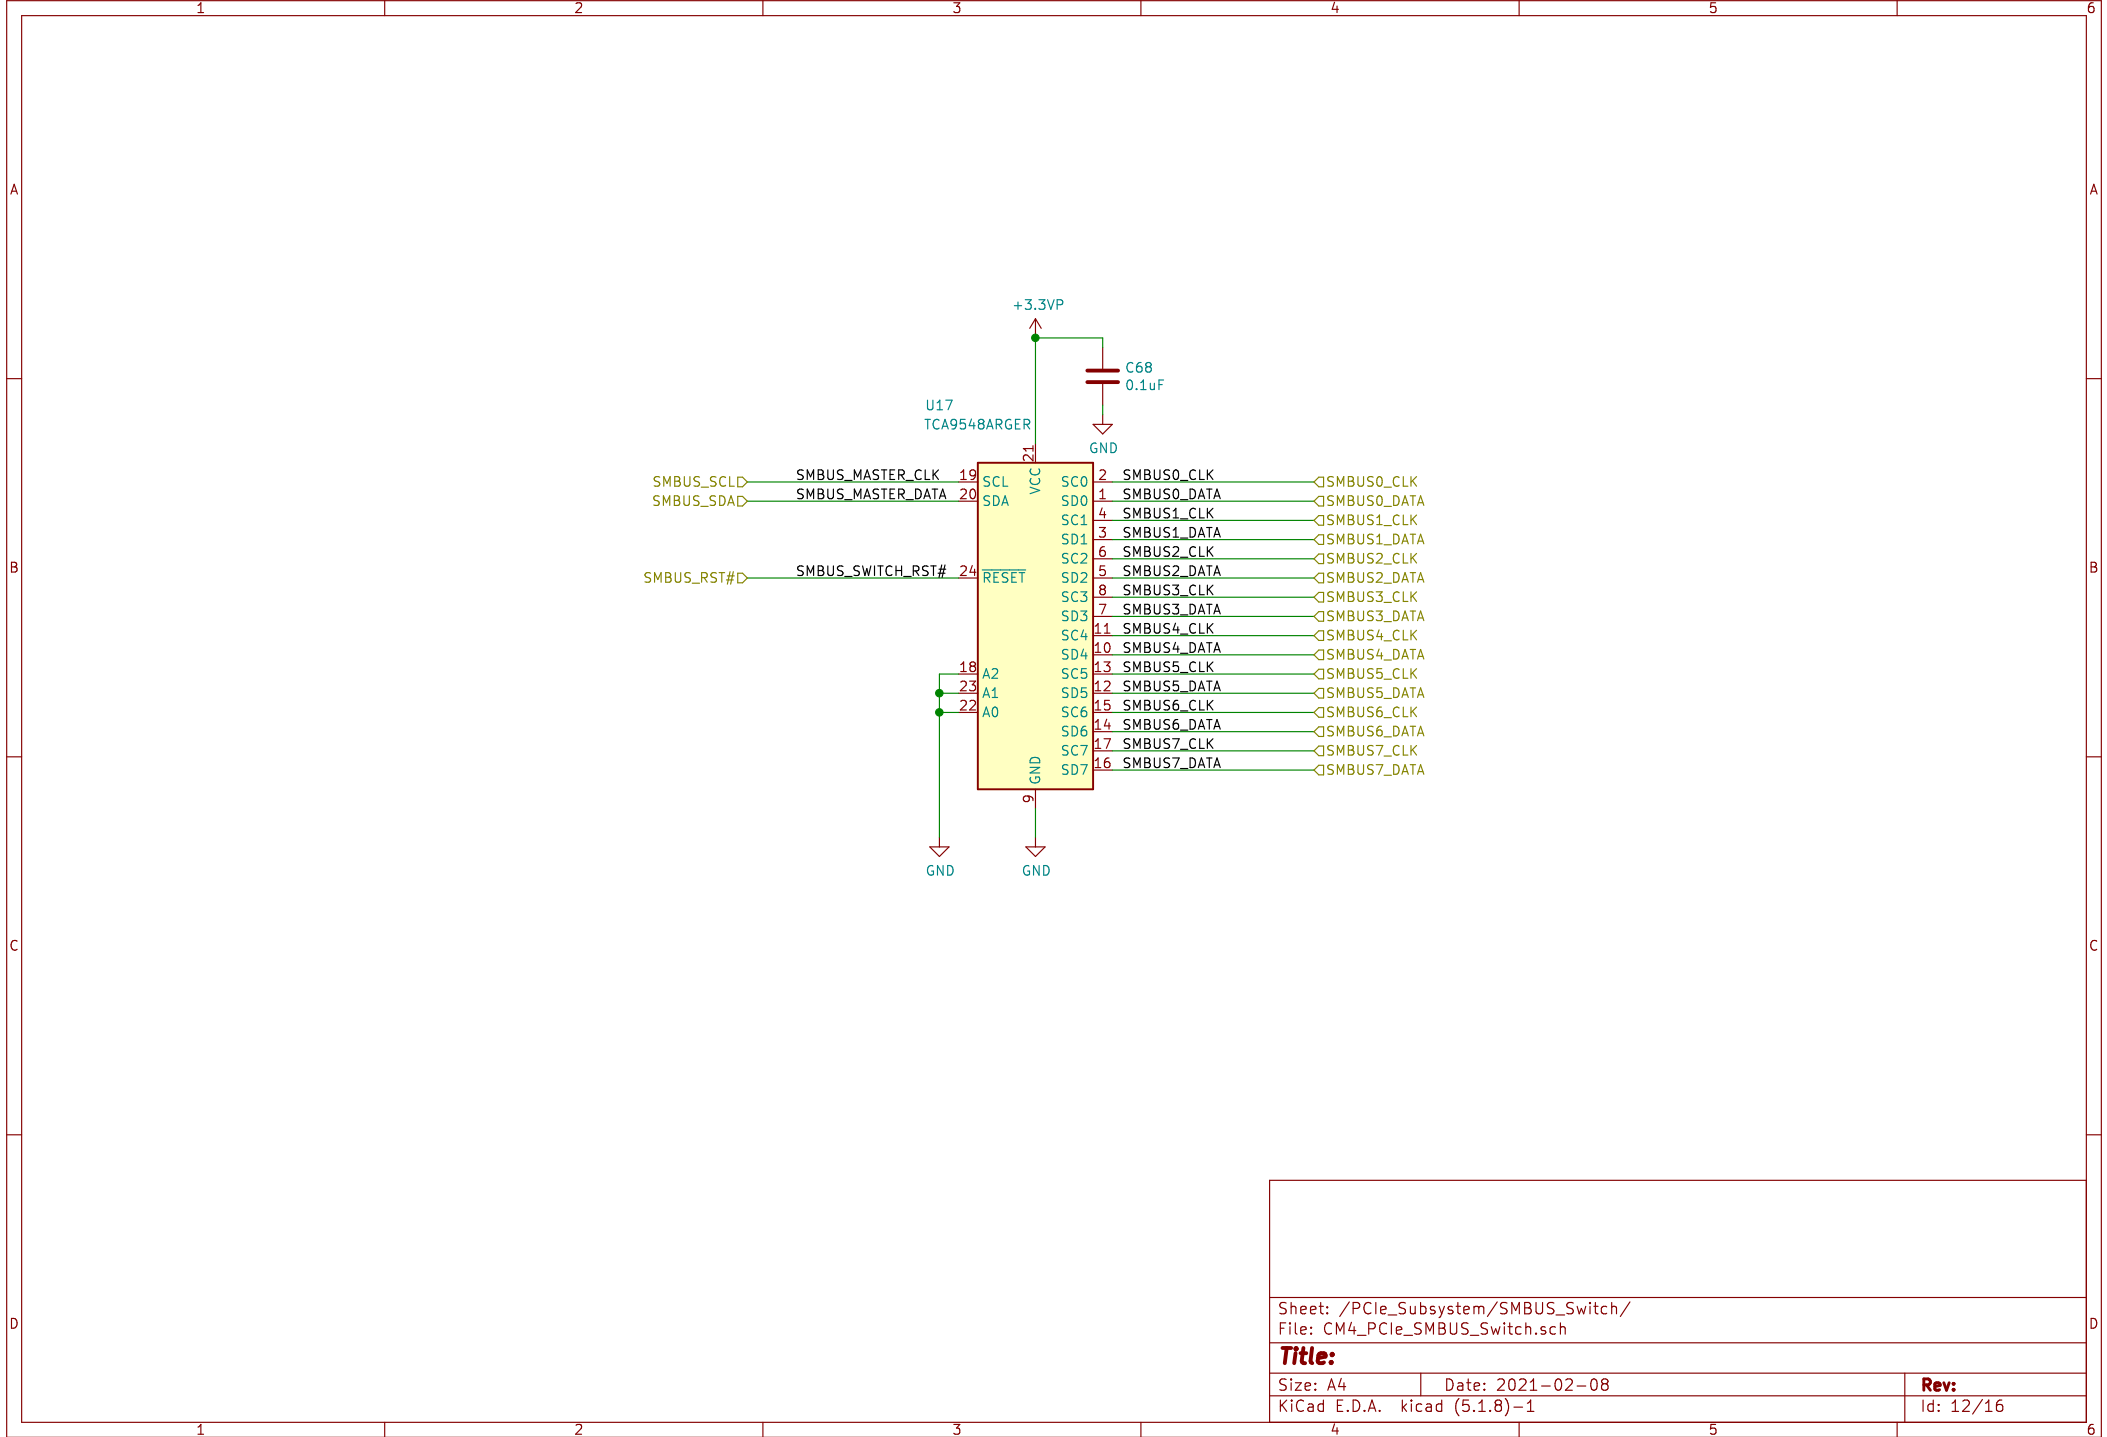 1 2 3 4 5 6
A A
+3.3VP
C68
0.1uF
GND
U17
TCA9548ARGER
21
VCC
SMBUS_SCL SMBUS_MASTER_CLK 19 SCL SC0 2 SMBUS0_CLK SMBUS0_CLK
SMBUS_SDA SMBUS_MASTER_DATA 20 SDA SD0 1 SMBUS0_DATA SMBUS0_DATA
SC1 4 SMBUS1_CLK SMBUS1_CLK
SD1 3 SMBUS1_DATA SMBUS1_DATA
SC2 6 SMBUS2_CLK SMBUS2_CLK
B B
SMBUS_RST# SMBUS_SWITCH_RST# 24 RESET SD2 5 SMBUS2_DATA SMBUS2_DATA
SC3 8 SMBUS3_CLK SMBUS3_CLK
SD3 7 SMBUS3_DATA SMBUS3_DATA
SC4 11 SMBUS4_CLK SMBUS4_CLK
SD4 10 SMBUS4_DATA SMBUS4_DATA
18 A2 SC5 13 SMBUS5_CLK SMBUS5_CLK
23 A1 SD5 12 SMBUS5_DATA SMBUS5_DATA
22 A0 SC6 15 SMBUS6_CLK SMBUS6_CLK
SD6 14 SMBUS6_DATA SMBUS6_DATA
SC7 17 SMBUS7_CLK SMBUS7_CLK
SD7 16 SMBUS7_DATA SMBUS7_DATA
GND
9
GND GND
C C
Sheet: /PCIe_Subsystem/SMBUS_Switch/
File: CM4_PCIe_SMBUS_Switch.sch
D D
Title:
Size: A4 Date: 2021-02-08 Rev:
KiCad E.D.A. kicad (5.1.8)-1 Id: 12/16
1 2 3 4 5 6